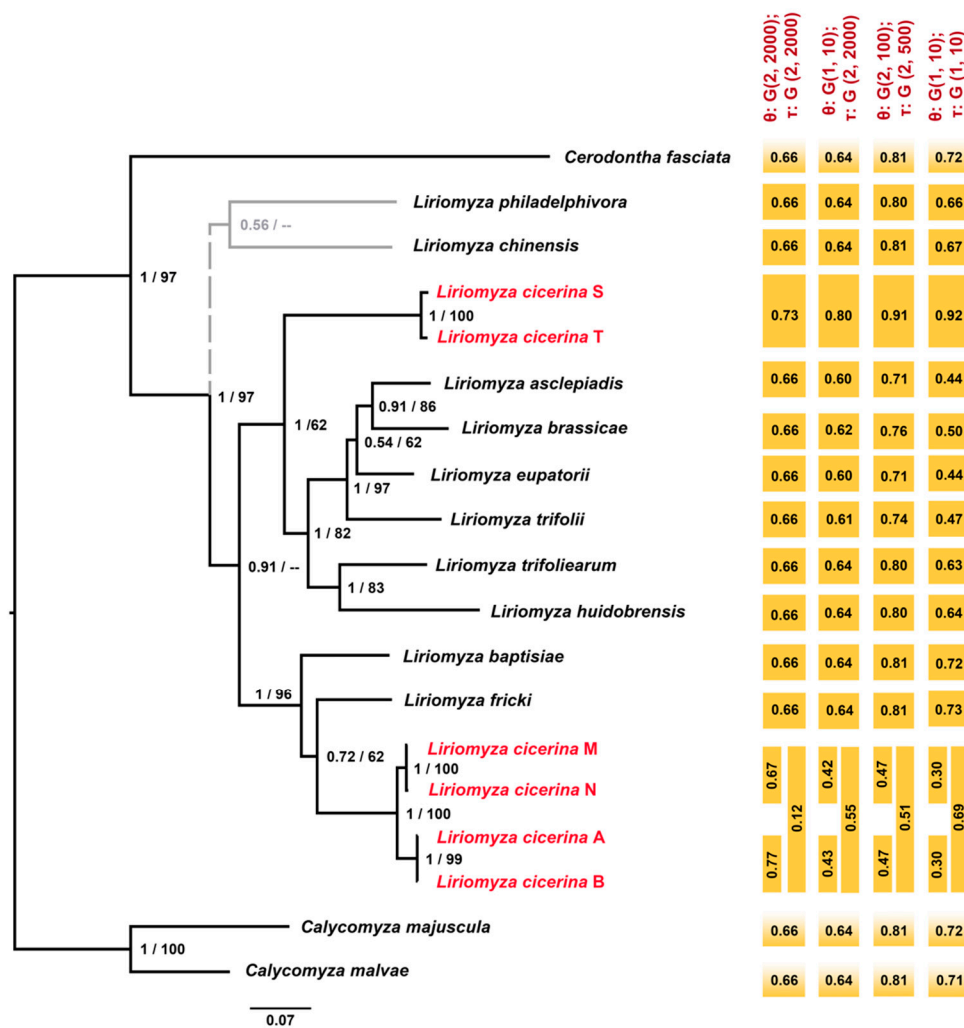 θ: G(2, 2000);
τ: G (2, 2000)
θ: G(1, 10);
τ: G (2, 2000)
θ: G(2, 100);
τ: G (2, 500)
θ: G(1, 10);
τ: G (1, 10)
Cerodontha fasciata 0.66 0.64 0.81 0.72
Liriomyza philadelphivora 0.66 0.64 0.80 0.66
0.56 / --
Liriomyza chinensis 0.66 0.64 0.81 0.67
1 / 97
Liriomyza cicerina S
1 / 100 0.73 0.80 0.91 0.92
Liriomyza cicerina T
Liriomyza asclepiadis 0.66 0.60 0.71 0.44
1 / 97
0.91 / 86
1 /62
Liriomyza brassicae 0.66 0.62 0.76 0.50
0.54 / 62
Liriomyza eupatorii 0.66 0.60 0.71 0.44
1 / 97
Liriomyza trifolii 0.66 0.61 0.74 0.47
1 / 82
Liriomyza trifoliearum 0.66 0.64 0.80 0.63
0.91 / --
1 / 83
Liriomyza huidobrensis 0.66 0.64 0.80 0.64
Liriomyza baptisiae 0.66 0.64 0.81 0.72
1 / 96
Liriomyza fricki 0.66 0.64 0.81 0.73
Liriomyza cicerina M
0.72 / 62
1 / 100 0.67 0.42 0.47 0.30
Liriomyza cicerina N
1 / 100 0.12 0.55 0.51 0.69
Liriomyza cicerina A
1 / 99 0.77 0.43 0.47 0.30
Liriomyza cicerina B
Calycomyza majuscula 0.66 0.64 0.81 0.72
1 / 100
Calycomyza malvae 0.66 0.64 0.81 0.71
0.07